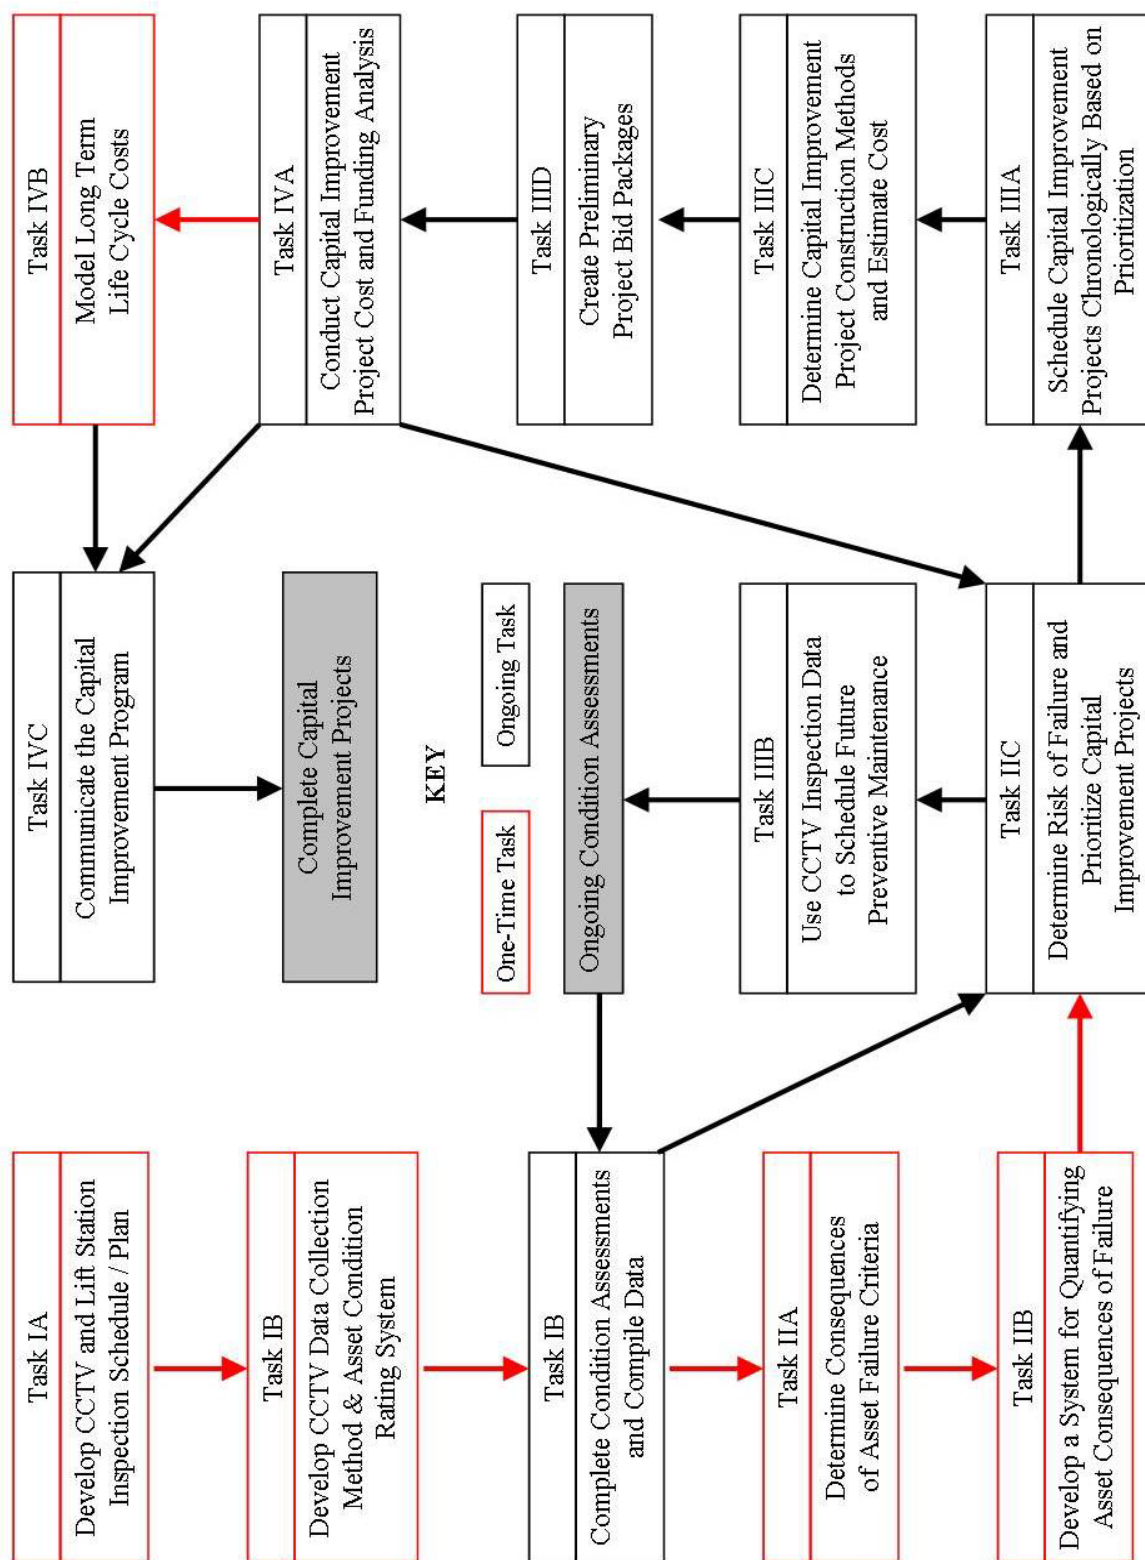 Task IA
Develop CCTV and Lift Station
Inspection Schedule / Plan
Task IB
Develop CCTV Data Collection
Method & Asset Condition
Rating System
Task IB
Complete Condition Assessments
and Compile Data
Task IIA
Determine Consequences
of Asset Failure Criteria
Task IIB
Develop a System for Quantifying
Asset Consequences of Failure
Task IVC
Communicate the Capital
Improvement Program
Complete Capital
Improvement Projects
KEY
One-Time Task
Ongoing Task
Ongoing Condition Assessments
Task IIIB
Use CCTV Inspection Data
to Schedule Future
Preventive Maintenance
Task IIC
Determine Risk of Failure and
Prioritize Capital
Improvement Projects
Task IVB
Model Long Term
Life Cycle Costs
Task IVA
Conduct Capital Improvement
Project Cost and Funding Analysis
Task IIID
Create Preliminary
Project Bid Packages
Task IIIC
Determine Capital Improvement
Project Construction Methods
and Estimate Cost
Task IIIA
Schedule Capital Improvement
Projects Chronologically Based on
Prioritization